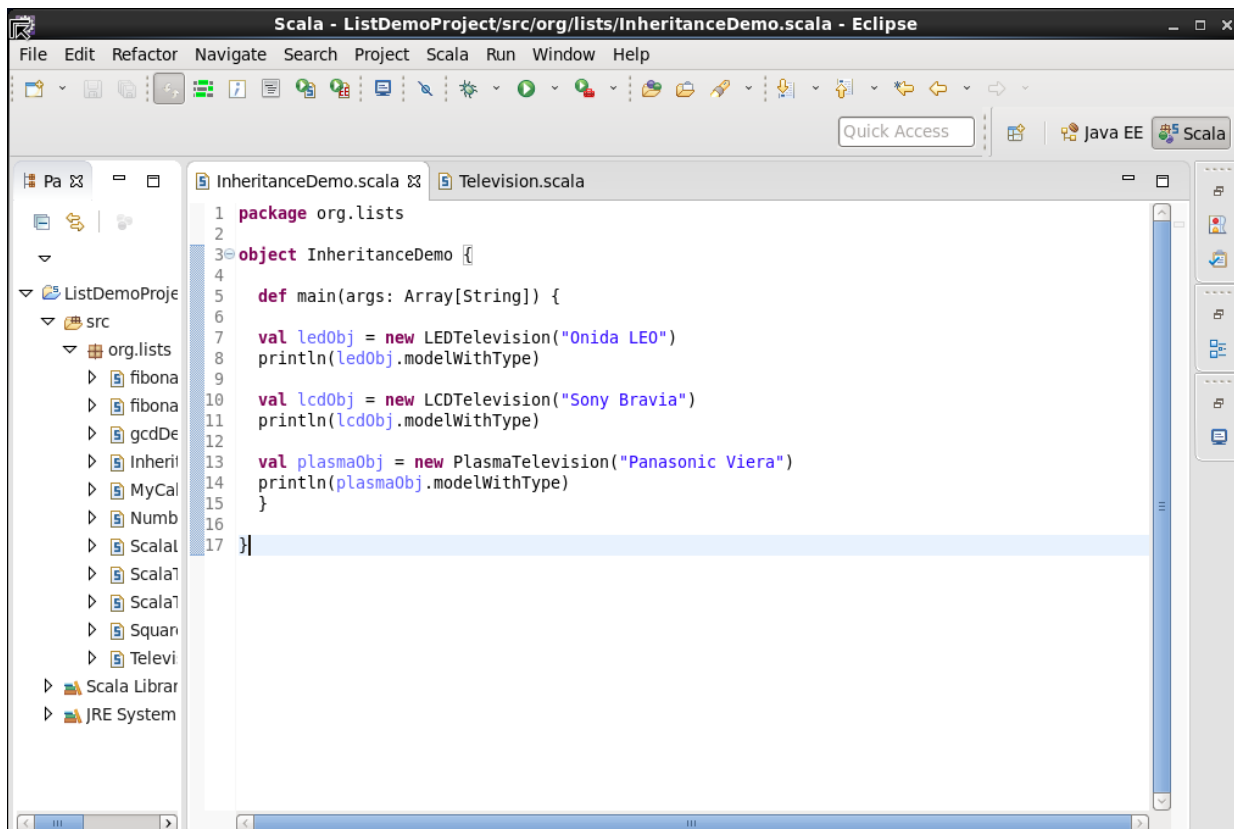 Scala - ListDemoProject/src/org/lists/InheritanceDemo.scala - Eclipse
File Edit Refactor Navigate Search Project Scala Run Window Help
Quick Access
Java EE
Scala
Pa
InheritanceDemo.scala
Television.scala
ListDemoProje
src
org.lists
fibona
fibona
gcdDe
Inherit
MyCal
Numb
ScalaL
ScalaT
ScalaT
Squar
Televi
Scala Librar
JRE System
1 package org.lists
2
3 object InheritanceDemo {
4
5 def main(args: Array[String]) {
6
7 val ledObj = new LEDTelevision("Onida LEO")
8 println(ledObj.modelWithType)
9
10 val lcdObj = new LCDTelevision("Sony Bravia")
11 println(lcdObj.modelWithType)
12
13 val plasmaObj = new PlasmaTelevision("Panasonic Viera")
14 println(plasmaObj.modelWithType)
15 }
16
17 }